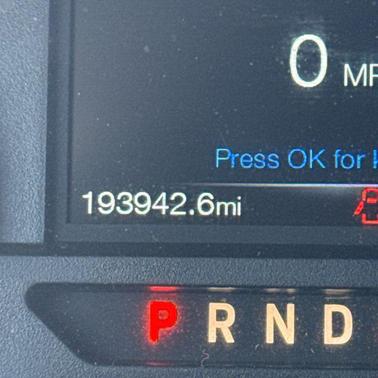 0 MP
Press OK for
193942.6mi
P R N D